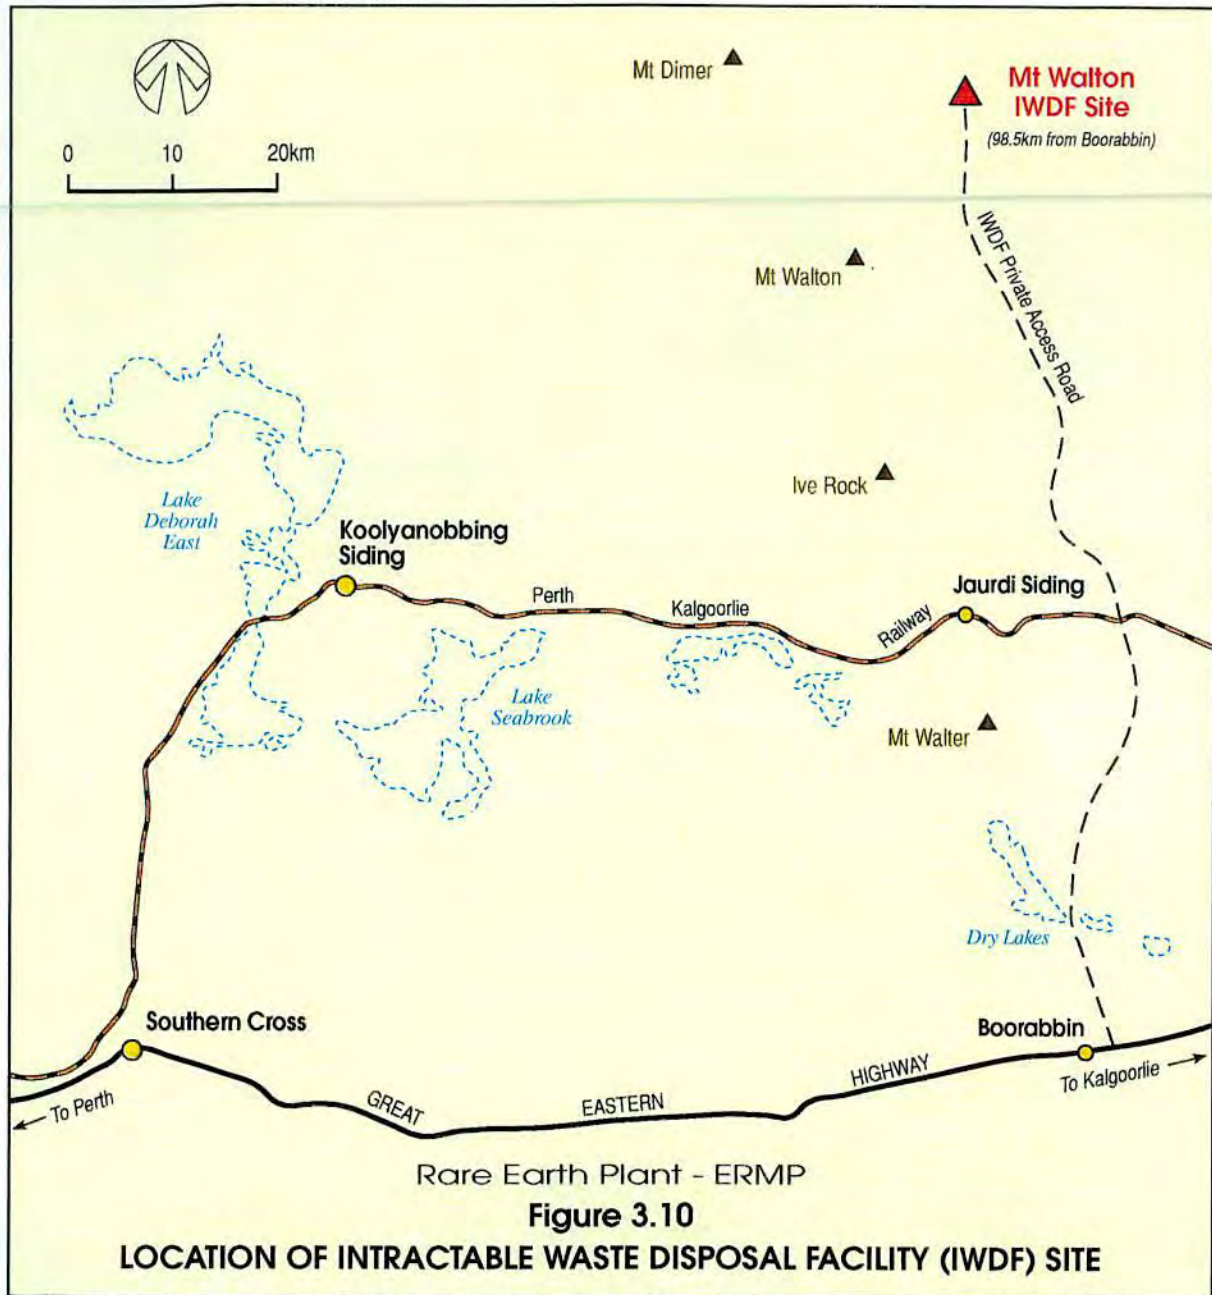 Mt Dimer
Mt Walton
IWDF Site
(98.5km from Boorabbin)
0 10 20km
IWDF Private Access Road
Mt Walton
Ive Rock
Lake
Deborah
East
Koolyanobbing
Siding
Perth Kalgoorlie Railway
Jaurdi Siding
Lake
Seabrook
Mt Walter
Dry Lakes
Southern Cross
Boorabbin
To Perth
GREAT EASTERN HIGHWAY
To Kalgoorlie
Rare Earth Plant - ERMP
Figure 3.10
LOCATION OF INTRACTABLE WASTE DISPOSAL FACILITY (IWDF) SITE